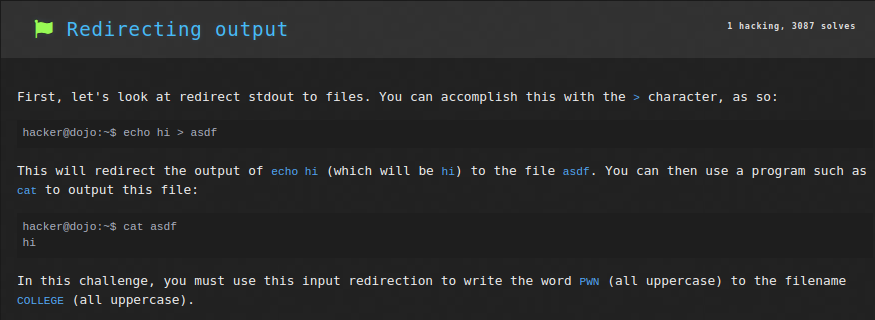 Redirecting output
1 hacking, 3087 solves
First, let's look at redirect stdout to files. You can accomplish this with the > character, as so:
hacker@dojo:~$ echo hi > asdf
This will redirect the output of echo hi (which will be hi) to the file asdf. You can then use a program such as
cat to output this file:
hacker@dojo:~$ cat asdf
hi
In this challenge, you must use this input redirection to write the word PWN (all uppercase) to the filename
COLLEGE (all uppercase).